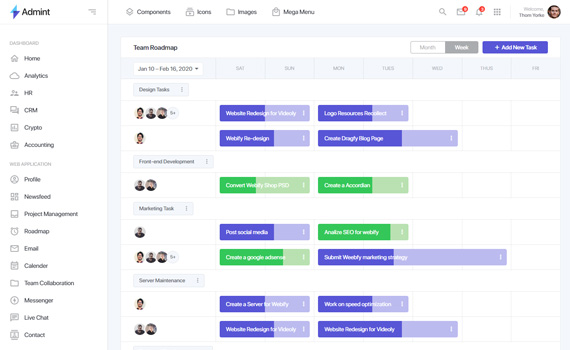 Admint
Components
Icons
Images
Mega Menu
Welcome,
Thom Yorke
DASHBOARD
Home
Analytics
HR
CRM
Crypto
Accounting
WEB APPLICATION
Profile
Newsfeed
Project Management
Roadmap
Email
Calender
Team Collaboration
Messenger
Live Chat
Contact
Team Roadmap
Month
Week
+ Add New Task
Jan 10 – Feb 16, 2020
SAT
SUN
MON
TUES
WED
THUS
FRI
Design Tasks
5+
Website Redesign for Videoly
Logo Resources Recollect
Webify Re-design
Create Dragfy Blog Page
Front-end Development
Convert Webify Shop PSD
Create a Accordian
Marketing Task
Post social media
Analize SEO for webify
5+
Create a google adsense
Submit Weebly marketing strategy
Server Maintenance
Create a Server for Webify
Work on speed optimization
Website Redesign for Videoly
Website Redesign for Videoly